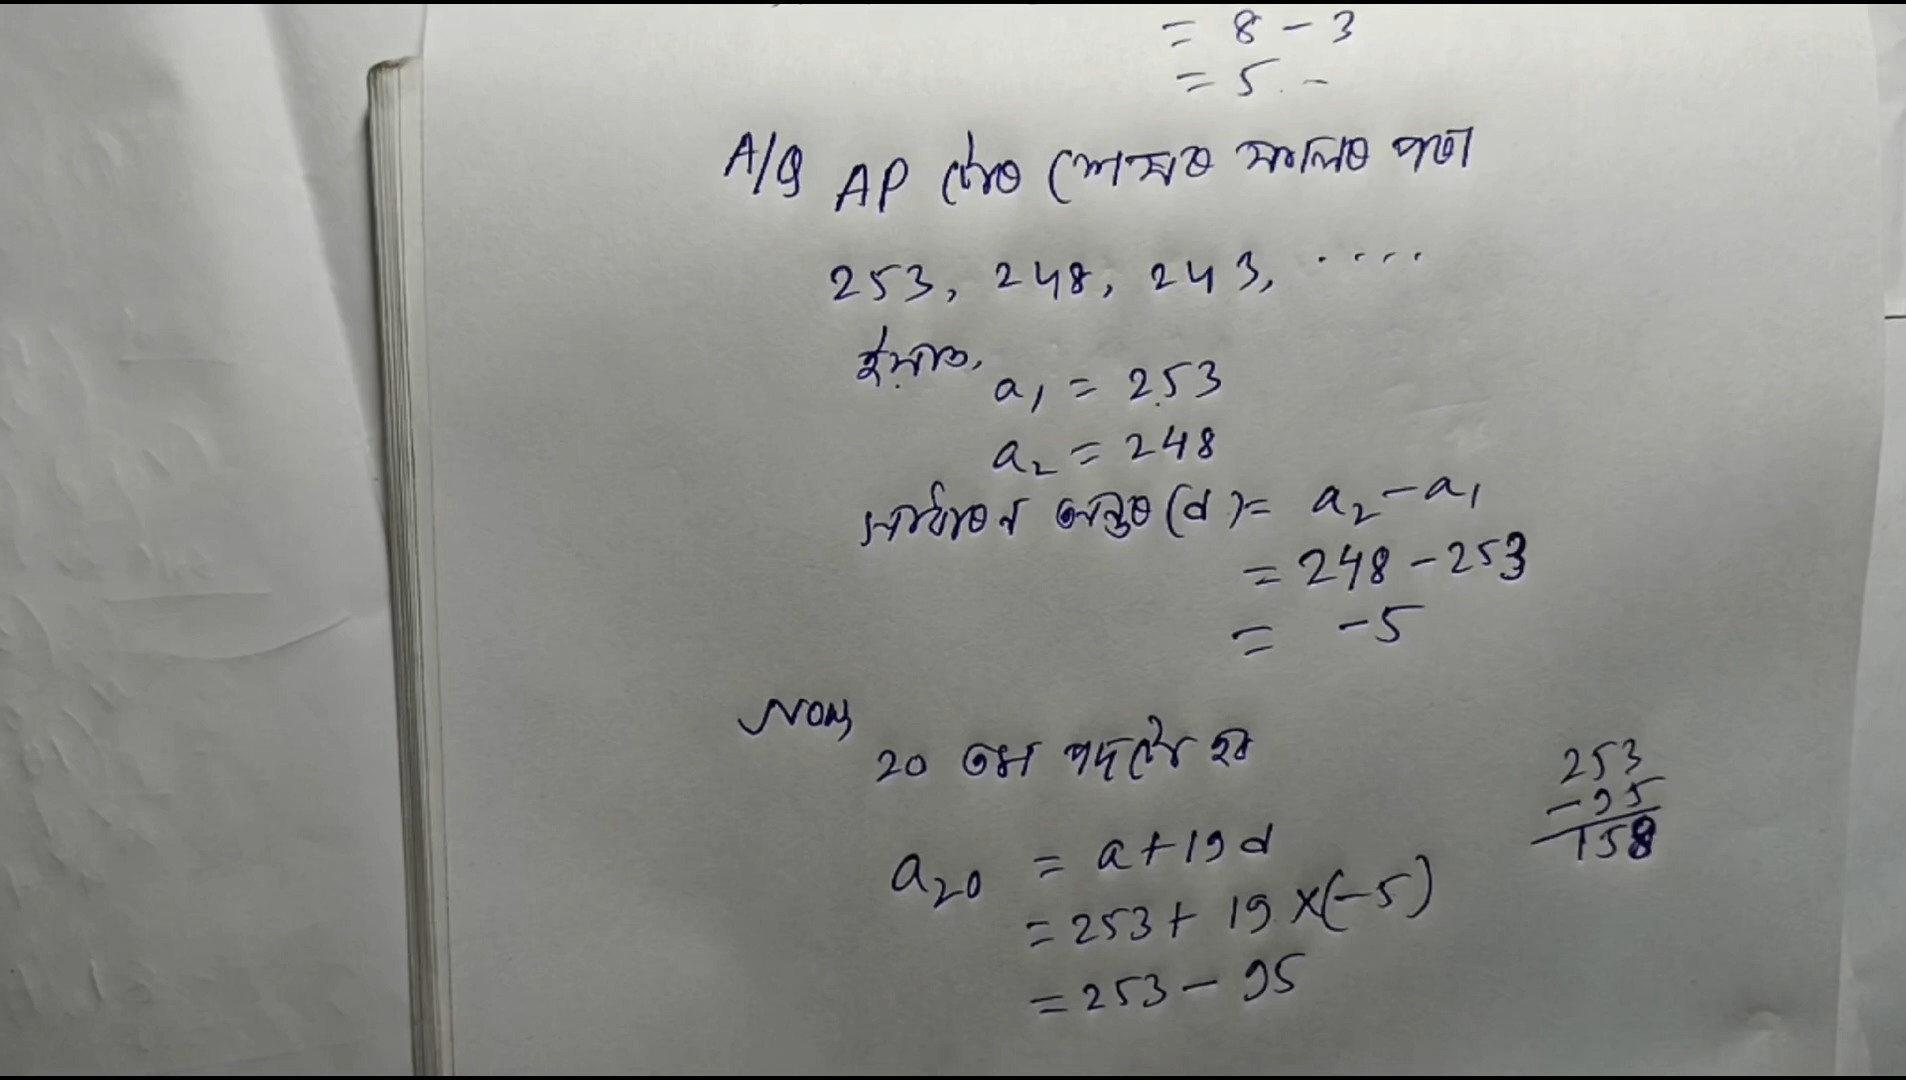 = 8 - 3
= 5 -
A/Q AP টোৰ শেষৰ ফালৰ পৰা
253, 248, 243, .....
ইয়াত,
a₁ = 253
a₂ = 248
সাধাৰণ অন্তৰ (d) = a₂ - a₁
= 248 - 253
= -5
Now,
20 তম পদটো হ'ব
a₂₀ = a + 19d
= 253 + 19 × (-5)
= 253 - 95
253
- 95
158